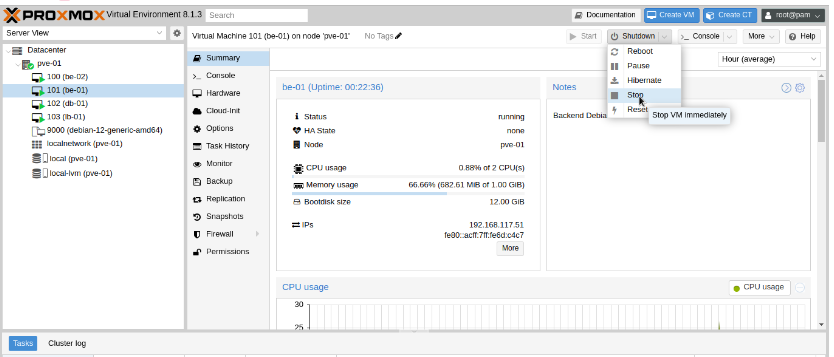 PROXMOX Virtual Environment 8.1.3 Search Documentation Create VM Create CT root@pam
Server View Virtual Machine 101 (be-01) on node 'pve-01' No Tags Start Shutdown Console More Help
Datacenter
pve-01
100 (be-02)
101 (be-01)
102 (db-01)
103 (lb-01)
9000 (debian-12-generic-amd64)
localnetwork (pve-01)
local (pve-01)
local-lvm (pve-01)
Summary
Console
Hardware
Cloud-Init
Options
Task History
Monitor
Backup
Replication
Snapshots
Firewall
Permissions
Reboot
Pause
Hibernate
Stop
Reset
Stop VM immediately
Hour (average)
be-01 (Uptime: 00:22:36)
Status running
HA State none
Node pve-01
CPU usage 0.88% of 2 CPU(s)
Memory usage 66.66% (682.61 MiB of 1.00 GiB)
Bootdisk size 12.00 GiB
IPs 192.168.117.51
fe80::acff:7ff:fe6d:c4c7
More
Notes
Backend Debia
CPU usage
CPU usage
30
25
Tasks Cluster log